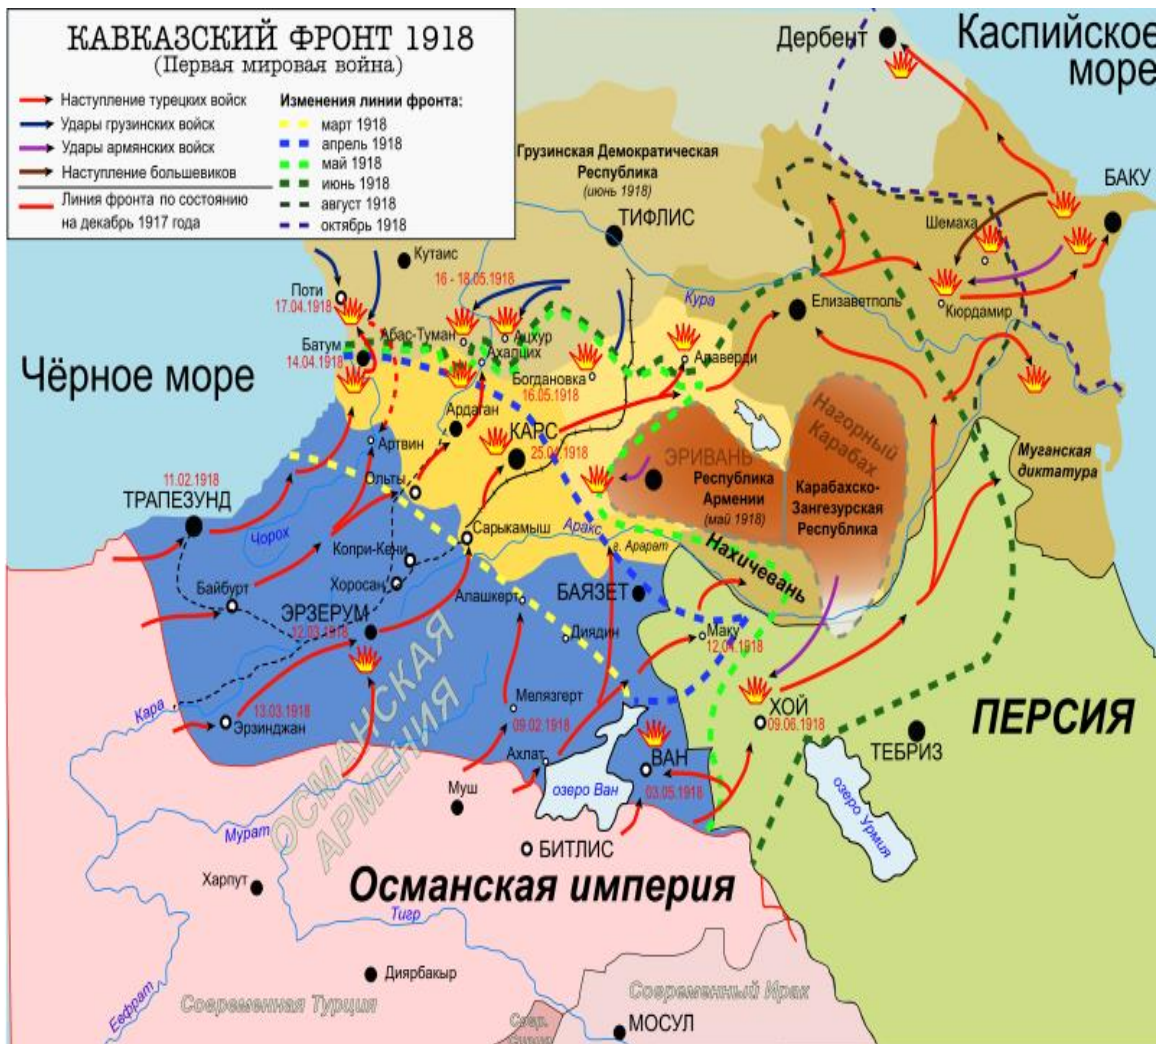 КАВКАЗСКИЙ ФРОНТ 1918
(Первая мировая война)
Наступление турецких войск
Удары грузинских войск
Удары армянских войск
Наступление большевиков
Линия фронта по состоянию
на декабрь 1917 года
Изменения линии фронта:
март 1918
апрель 1918
май 1918
июнь 1918
август 1918
октябрь 1918
Дербент
Каспийское
море
Грузинская Демократическая
Республика
(июнь 1918)
ТИФЛИС
БАКУ
Шемаха
Кутаис
16 - 18.05.1918
Поти
17.04.1918
Кура
Елизаветполь
Кюрдамир
Абас-Туман
Ацхур
Батум
14.04.1918
Ахалцих
Алаверди
Богдановка
16.05.1918
Чёрное море
Ардаган
КАРС
Нагорный
Карабах
Артвин
ЭРИВАНЬ
Муганская
диктатура
11.02.1918
ТРАПЕЗУНД
Ольты
Республика
Армении
(май 1918)
Карабахско-
Зангезурская
Республика
Чорох
Сарыкамыш
Аракс
г. Арарат
Копри-Кени
Нахичевань
Байбурт
Хоросан
Алашкерт
БАЯЗЕТ
ЭРЗЕРУМ
12.03.1918
Диядин
Маку
12.04.1918
ОСМАНСКАЯ
АРМЕНИЯ
Кара
13.03.1918
Эрзинджан
Мелязгерт
09.02.1918
ХОЙ
09.06.1918
ПЕРСИЯ
ТЕБРИЗ
Ахлат
ВАН
03.05.1918
Муш
озеро Ван
озеро Урмия
Мурат
БИТЛИС
Харпут
Османская империя
Тигр
Диярбакыр
Современная Турция
Современный Ирак
Евфрат
МОСУЛ